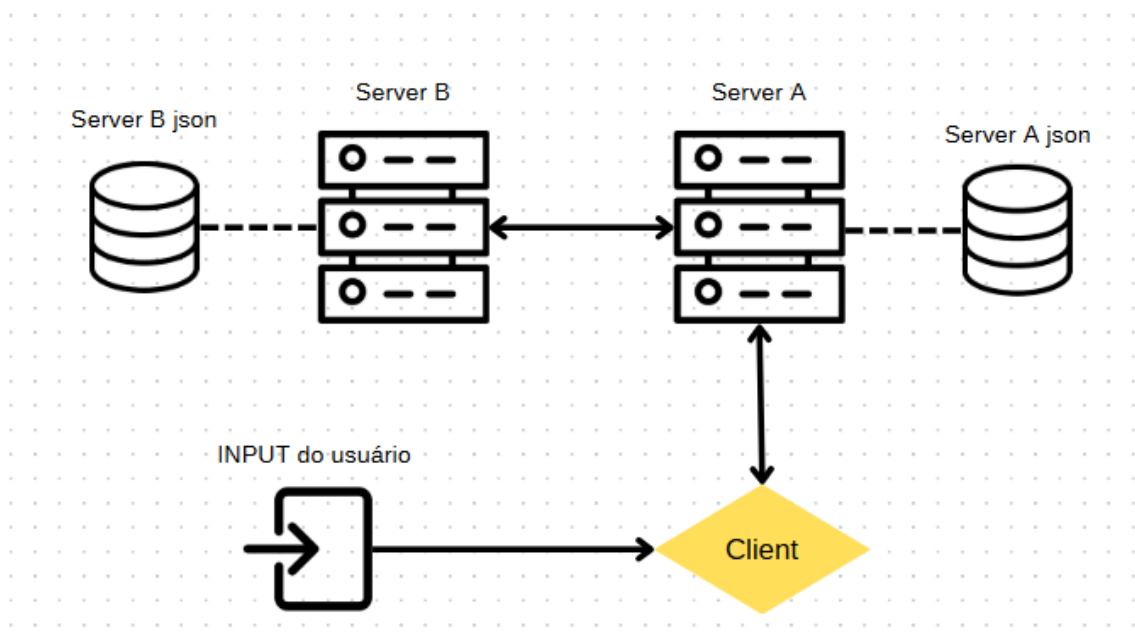 Server B
Server A
Server B json
Server A json
INPUT do usuário
Client